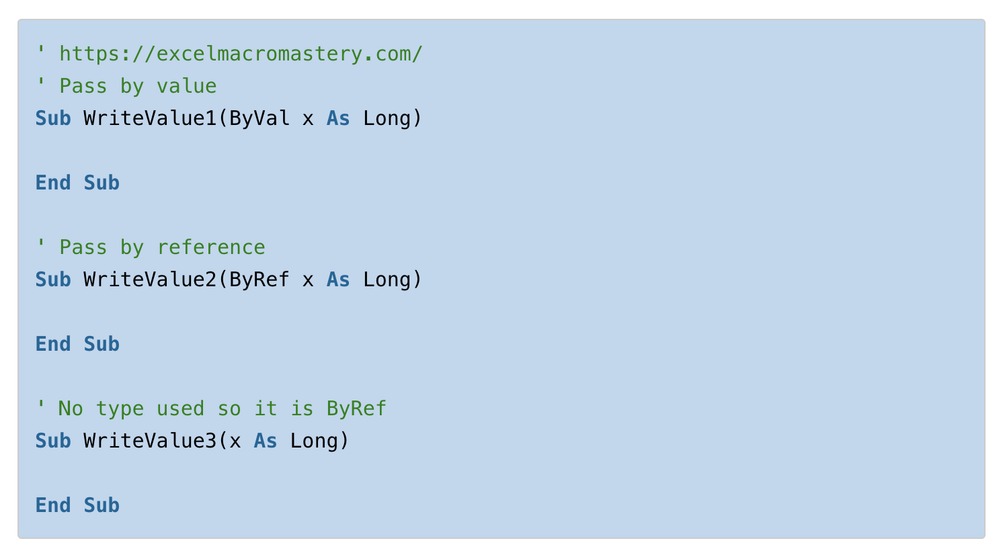 ' https://excelmacromastery.com/
' Pass by value
Sub WriteValue1(ByVal x As Long)
End Sub
' Pass by reference
Sub WriteValue2(ByRef x As Long)
End Sub
' No type used so it is ByRef
Sub WriteValue3(x As Long)
End Sub